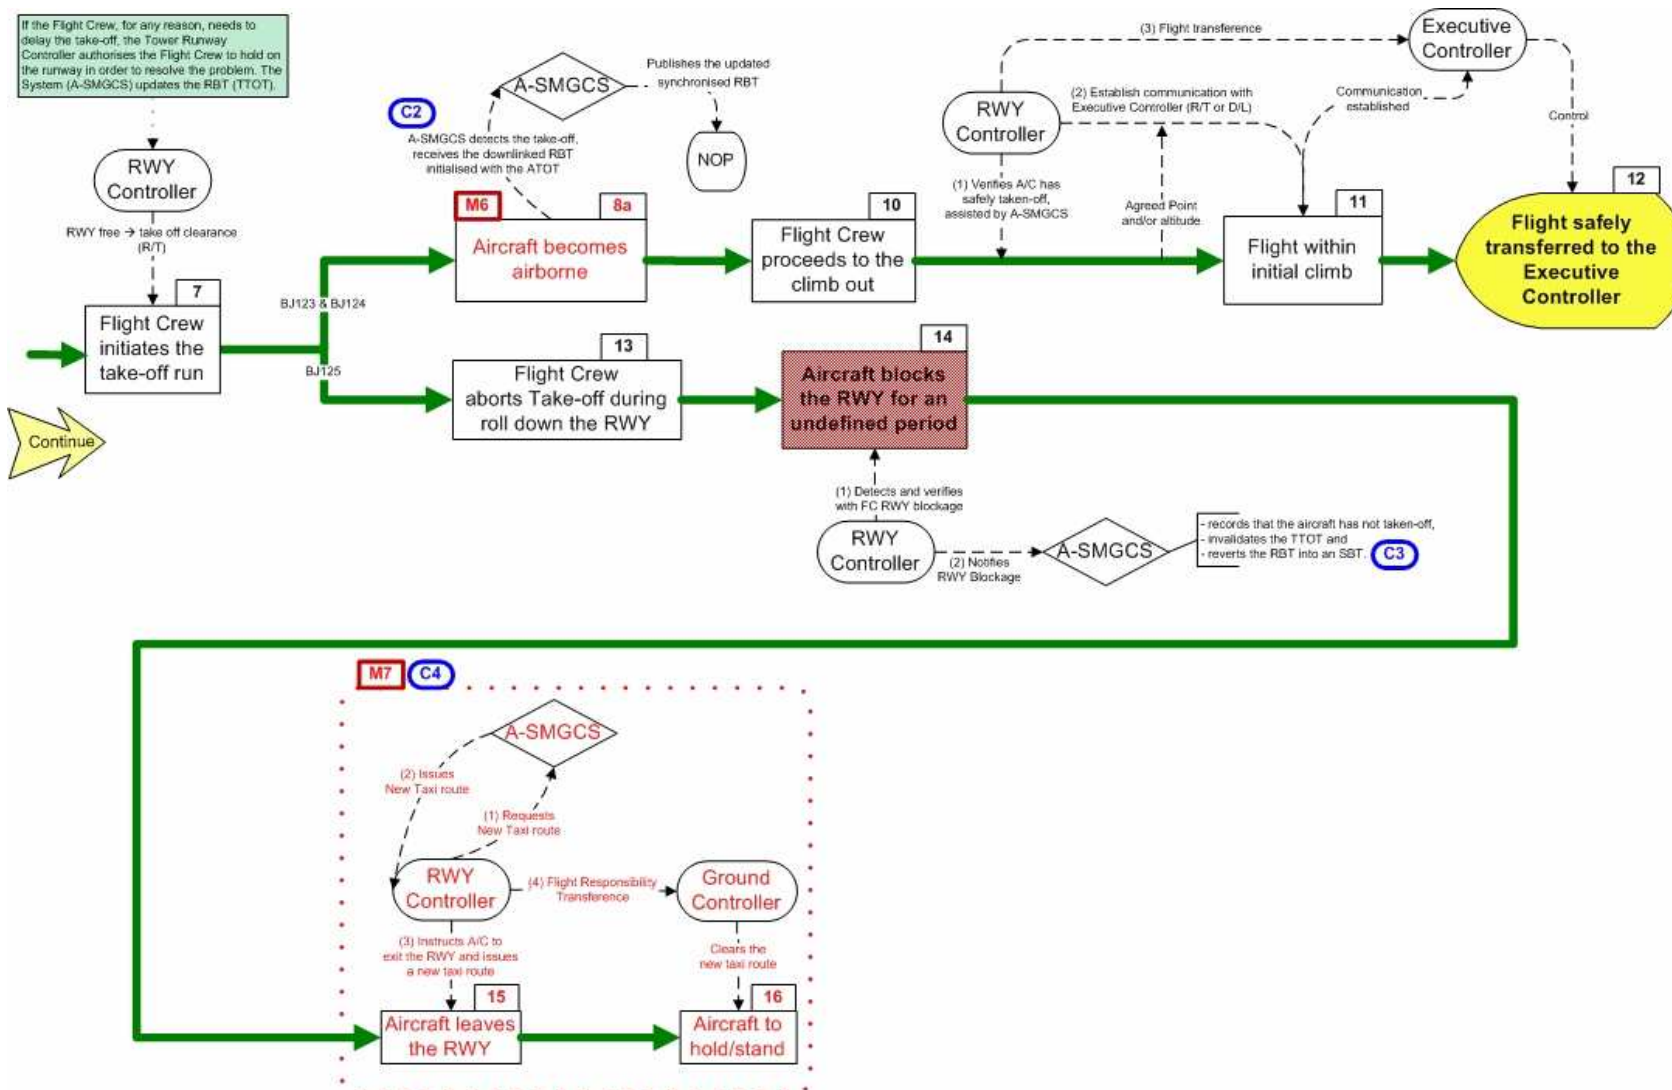 If the Flight Crew, for any reason, needs to
delay the take-off, the Tower Runway
Controller authorises the Flight Crew to hold on
the runway in order to resolve the problem. The
System (A-SMGCS) updates the RBT (TTOT).
RWY
Controller
RWY free → take off clearance
(R/T)
7
Flight Crew
initiates the
take-off run
Continue
BJ123 & BJ124
BJ125
C2
A-SMGCS
Publishes the updated
synchronised RBT
NOP
A-SMGCS detects the take-off,
receives the downlinked RBT
initialised with the ATOT
M6
8a
Aircraft becomes
airborne
10
Flight Crew
proceeds to the
climb out
RWY
Controller
(3) Flight transference
Executive
Controller
(2) Establish communication with
Executive Controller (R/T or D/L)
Communication
established
Control
(1) Verifies A/C has
safely taken-off,
assisted by A-SMGCS
Agreed Point
and/or altitude
11
Flight within
initial climb
12
Flight safely
transferred to the
Executive
Controller
13
Flight Crew
aborts Take-off during
roll down the RWY
14
Aircraft blocks
the RWY for an
undefined period
(1) Detects and verifies
with FC RWY blockage
RWY
Controller
(2) Notifies
RWY Blockage
A-SMGCS
- records that the aircraft has not taken-off,
- invalidates the TTOT and
- reverts the RBT into an SBT.
C3
M7
C4
A-SMGCS
(2) Issues
New Taxi route
(1) Requests
New Taxi route
RWY
Controller
(4) Flight Responsibility
Transference
Ground
Controller
(3) Instructs A/C to
exit the RWY and issues
a new taxi route
Clears the
new taxi route
15
Aircraft leaves
the RWY
16
Aircraft to
hold/stand